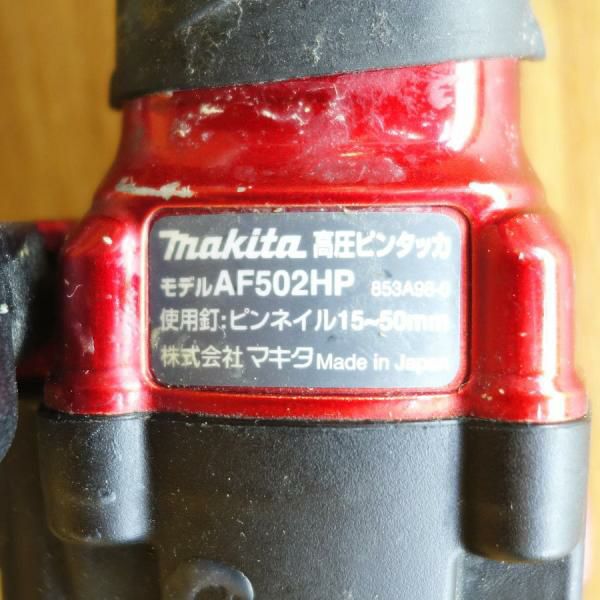 makita 高圧ピンタッカ
モデルAF502HP 853A98-0
使用釘:ピンネイル15~50mm
株式会社 マキタ Made in Japan